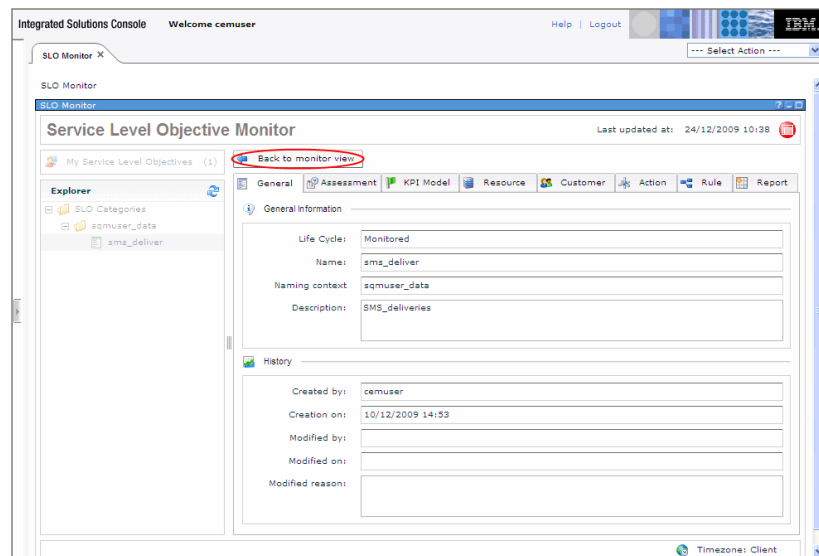 Integrated Solutions Console Welcome cemuser Help | Logout IBM.
SLO Monitor X --- Select Action ---
SLO Monitor
SLO Monitor
Service Level Objective Monitor Last updated at: 24/12/2009 10:38
My Service Level Objectives (1) Back to monitor view
Explorer General Assessment KPI Model Resource Customer Action Rule Report
SLO Categories General Information
sqmuser_data
sms_deliver
Life Cycle: Monitored
Name: sms_deliver
Naming context sqmuser_data
Description: SMS_deliveries
History
Created by: cemuser
Creation on: 10/12/2009 14:53
Modified by:
Modified on:
Modified reason:
Timezone: Client